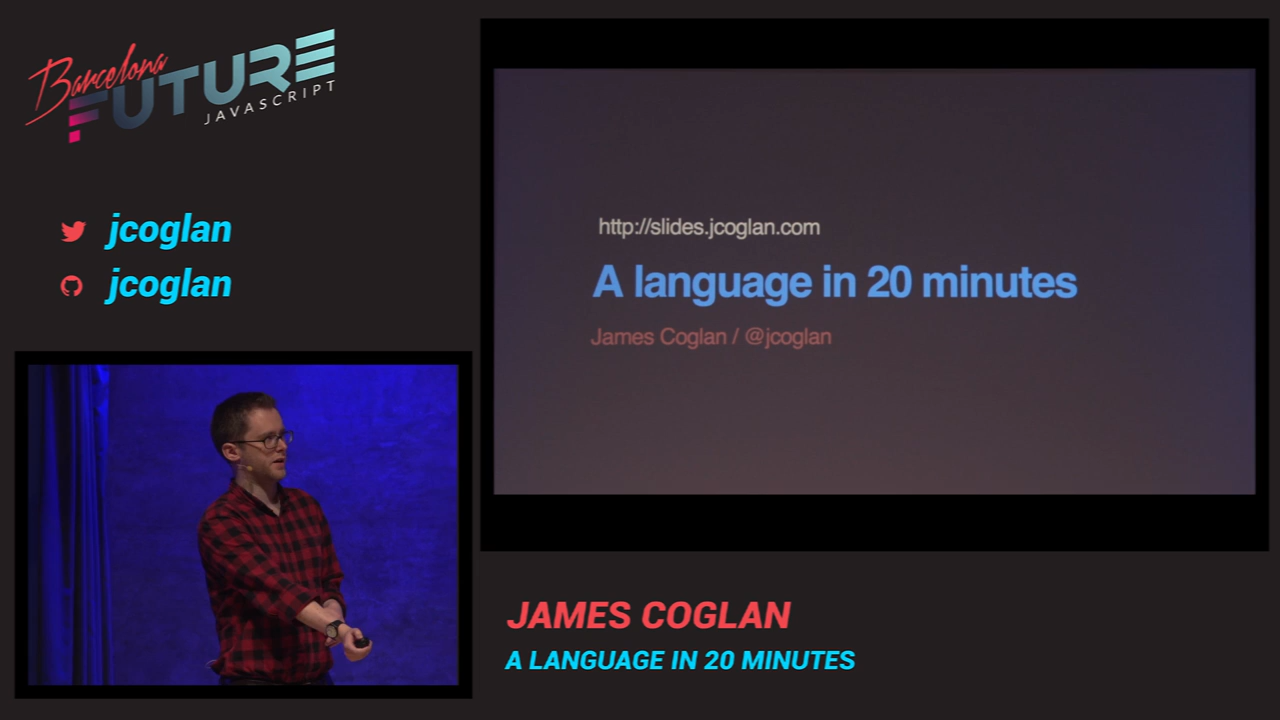 Barcelona
FUTURE
JAVASCRIPT
jcoglan
jcoglan
http://slides.jcoglan.com
A language in 20 minutes
James Coglan / @jcoglan
JAMES COGLAN
A LANGUAGE IN 20 MINUTES